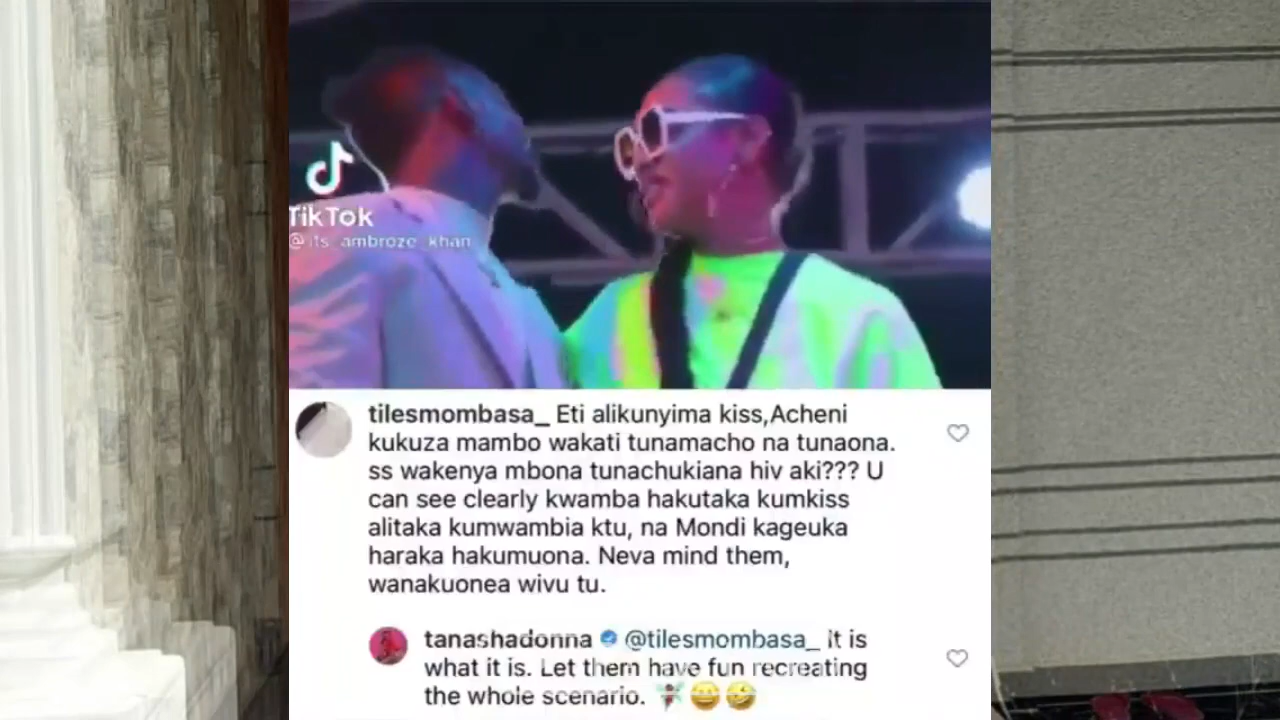 TikTok
@its_ambroze_khan
tilesmombasa_ Eti alikunyima kiss,Acheni
kukuza mambo wakati tunamacho na tunaona.
ss wakenya mbona tunachukiana hiv aki??? U
can see clearly kwamba hakutaka kumkiss
alitaka kumwambia ktu, na Mondi kageuka
haraka hakumuona. Neva mind them,
wanakuonea wivu tu.
tanashadonna @tilesmombasa_ It is
what it is. Let them have fun recreating
the whole scenario. 🧚😄🤣